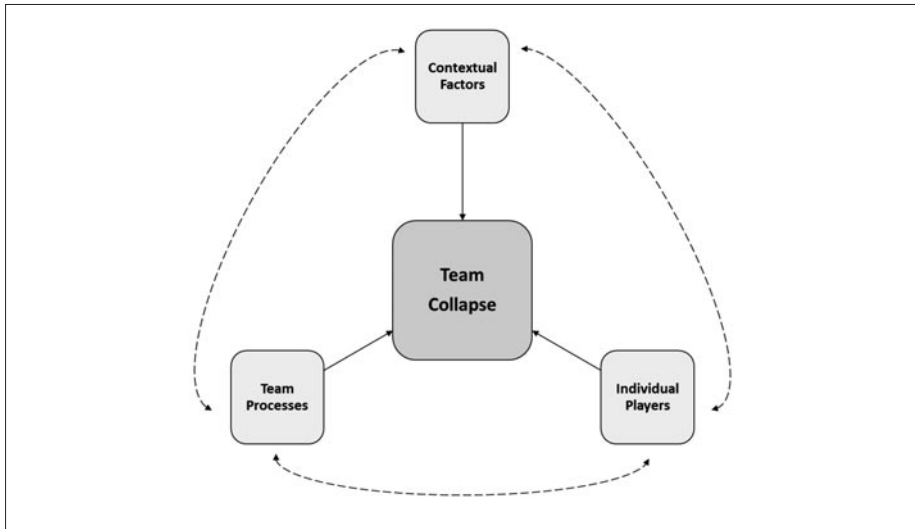 Contextual
Factors
Team
Collapse
Team
Processes
Individual
Players